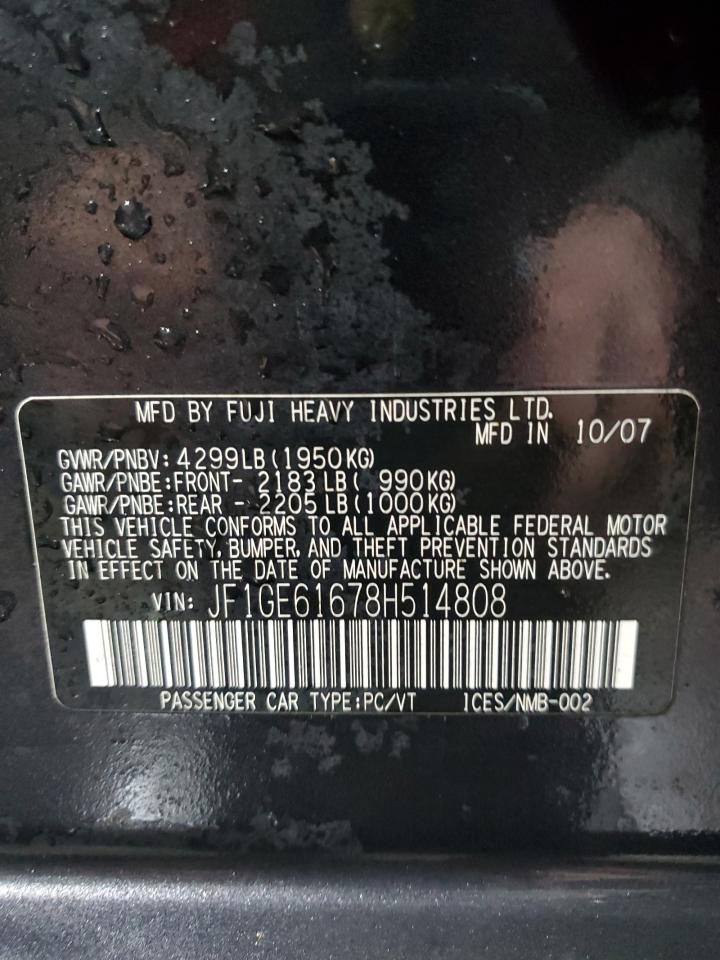 MFD BY FUJI HEAVY INDUSTRIES LTD.
MFD IN 10/07
GVWR/PNBV: 4299LB(1950KG)
GAWR/PNBE:FRONT- 2183LB( 990KG)
GAWR/PNBE:REAR - 2205LB(1000KG)
THIS VEHICLE CONFORMS TO ALL APPLICABLE FEDERAL MOTOR
VEHICLE SAFETY, BUMPER, AND THEFT PREVENTION STANDARDS
IN EFFECT ON THE DATE OF MANUFACTURE SHOWN ABOVE.
VIN: JF1GE61678H514808
PASSENGER CAR TYPE:PC/VT ICES/NMB-002